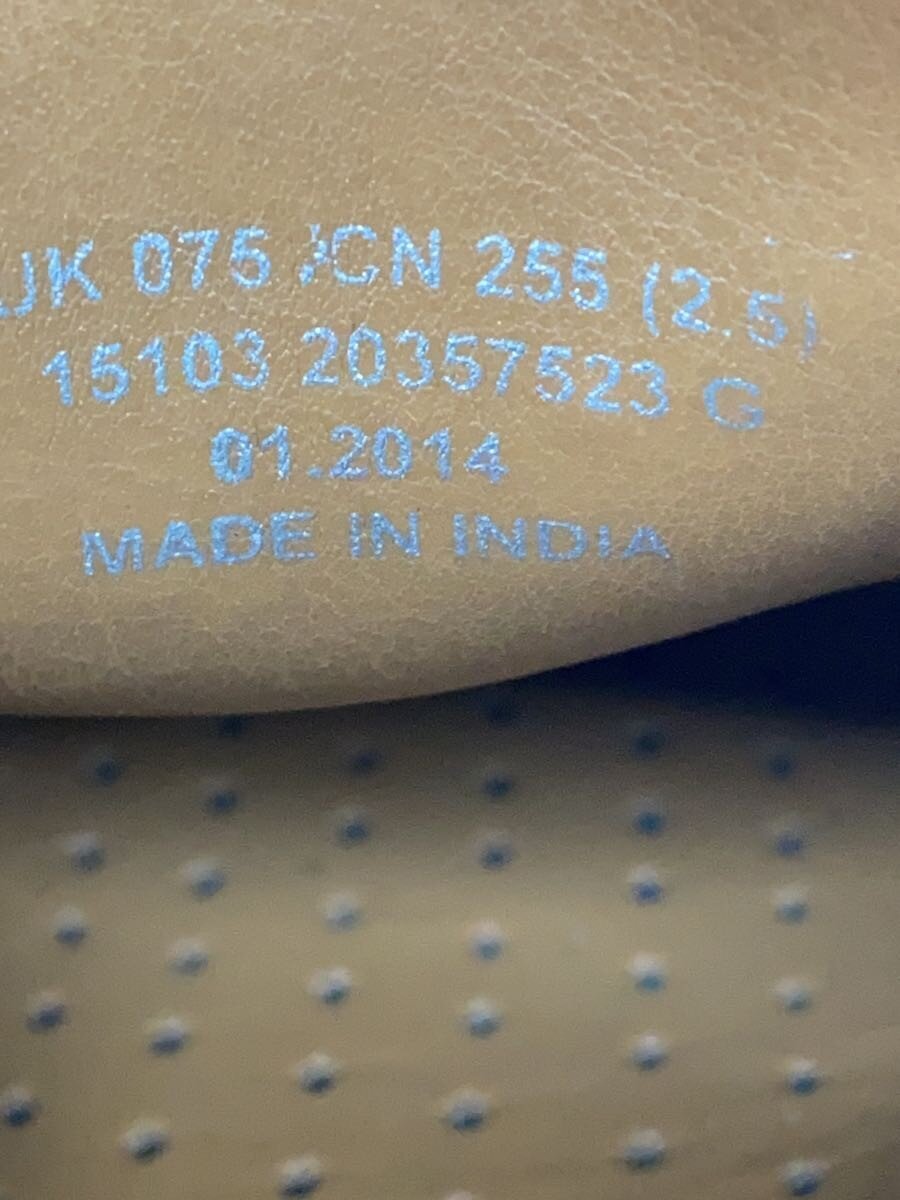 UK 075 CN 255 (2.5)
15103 20357523 G
01.2014
MADE IN INDIA